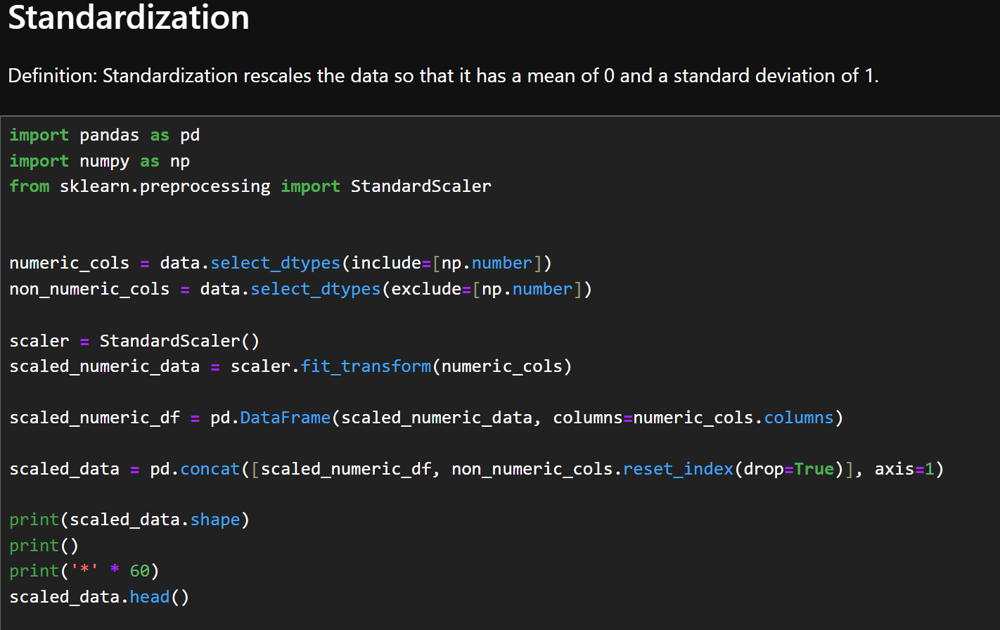 Standardization
Definition: Standardization rescales the data so that it has a mean of 0 and a standard deviation of 1.
import pandas as pd
import numpy as np
from sklearn.preprocessing import StandardScaler
numeric_cols = data.select_dtypes(include=[np.number])
non_numeric_cols = data.select_dtypes(exclude=[np.number])
scaler = StandardScaler()
scaled_numeric_data = scaler.fit_transform(numeric_cols)
scaled_numeric_df = pd.DataFrame(scaled_numeric_data, columns=numeric_cols.columns)
scaled_data = pd.concat([scaled_numeric_df, non_numeric_cols.reset_index(drop=True)], axis=1)
print(scaled_data.shape)
print()
print('*' * 60)
scaled_data.head()